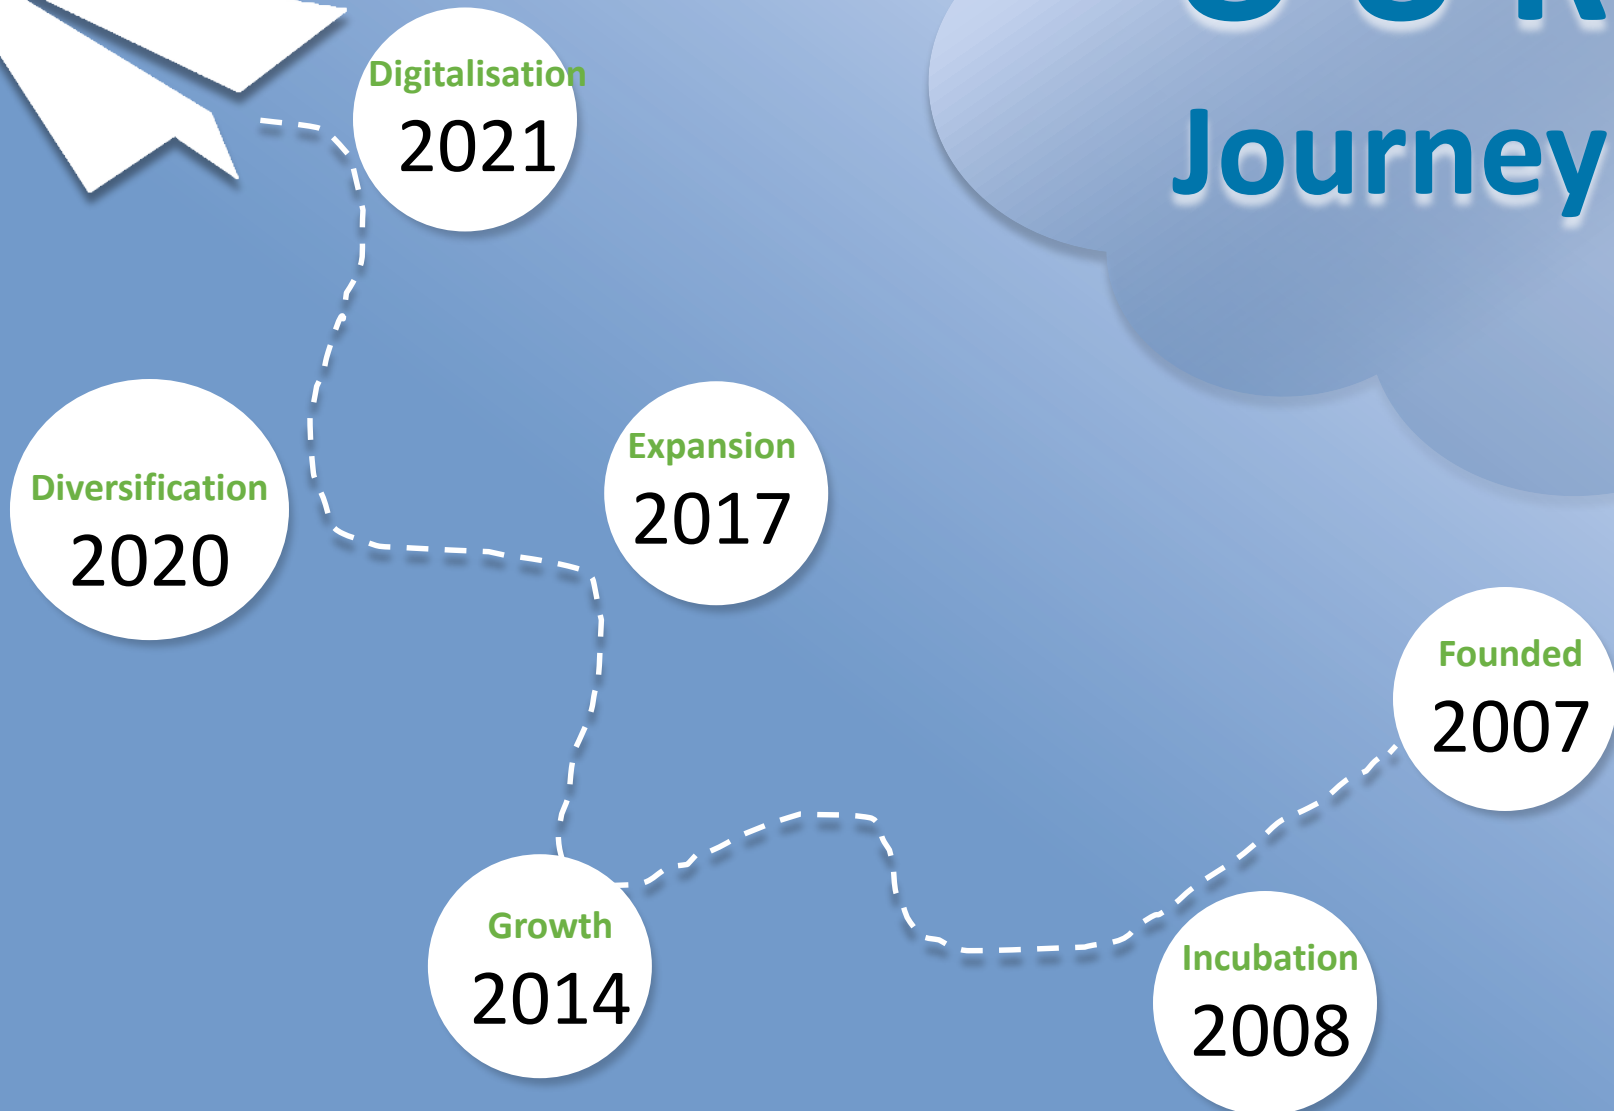 Journey
Digitalisation
2021
Diversification
2020
Expansion
2017
Founded
2007
Growth
2014
Incubation
2008